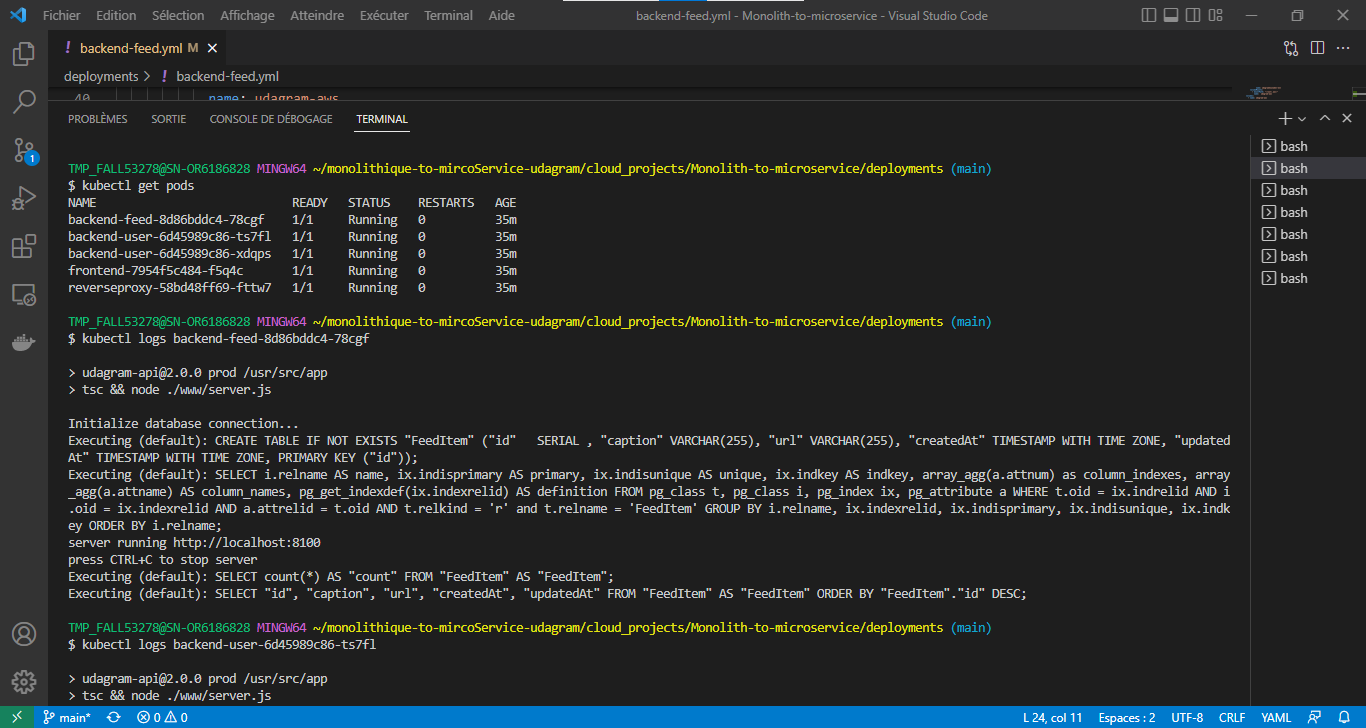 Fichier Edition Sélection Affichage Atteindre Exécuter Terminal Aide backend-feed.yml - Monolith-to-microservice - Visual Studio Code
! backend-feed.yml M
deployments > ! backend-feed.yml
40 name: udagram-aws
PROBLÈMES SORTIE CONSOLE DE DÉBOGAGE TERMINAL
TMP_FALL53278@SN-OR6186828 MINGW64 ~/monolithique-to-mircoService-udagram/cloud_projects/Monolith-to-microservice/deployments (main)
$ kubectl get pods
NAME READY STATUS RESTARTS AGE
backend-feed-8d86bddc4-78cgf 1/1 Running 0 35m
backend-user-6d45989c86-ts7fl 1/1 Running 0 35m
backend-user-6d45989c86-xdqps 1/1 Running 0 35m
frontend-7954f5c484-f5q4c 1/1 Running 0 35m
reverseproxy-58bd48ff69-fttw7 1/1 Running 0 35m
TMP_FALL53278@SN-OR6186828 MINGW64 ~/monolithique-to-mircoService-udagram/cloud_projects/Monolith-to-microservice/deployments (main)
$ kubectl logs backend-feed-8d86bddc4-78cgf
> udagram-api@2.0.0 prod /usr/src/app
> tsc && node ./www/server.js
Initialize database connection...
Executing (default): CREATE TABLE IF NOT EXISTS "FeedItem" ("id" SERIAL , "caption" VARCHAR(255), "url" VARCHAR(255), "createdAt" TIMESTAMP WITH TIME ZONE, "updated
At" TIMESTAMP WITH TIME ZONE, PRIMARY KEY ("id"));
Executing (default): SELECT i.relname AS name, ix.indisprimary AS primary, ix.indisunique AS unique, ix.indkey AS indkey, array_agg(a.attnum) as column_indexes, array
_agg(a.attname) AS column_names, pg_get_indexdef(ix.indexrelid) AS definition FROM pg_class t, pg_class i, pg_index ix, pg_attribute a WHERE t.oid = ix.indrelid AND i
.oid = ix.indexrelid AND a.attrelid = t.oid AND t.relkind = 'r' and t.relname = 'FeedItem' GROUP BY i.relname, ix.indexrelid, ix.indisprimary, ix.indisunique, ix.indk
ey ORDER BY i.relname;
server running http://localhost:8100
press CTRL+C to stop server
Executing (default): SELECT count(*) AS "count" FROM "FeedItem" AS "FeedItem";
Executing (default): SELECT "id", "caption", "url", "createdAt", "updatedAt" FROM "FeedItem" AS "FeedItem" ORDER BY "FeedItem"."id" DESC;
TMP_FALL53278@SN-OR6186828 MINGW64 ~/monolithique-to-mircoService-udagram/cloud_projects/Monolith-to-microservice/deployments (main)
$ kubectl logs backend-user-6d45989c86-ts7fl
> udagram-api@2.0.0 prod /usr/src/app
> tsc && node ./www/server.js
bash
bash
bash
bash
bash
bash
bash
1
main* 0 0 L 24, col 11 Espaces : 2 UTF-8 CRLF YAML